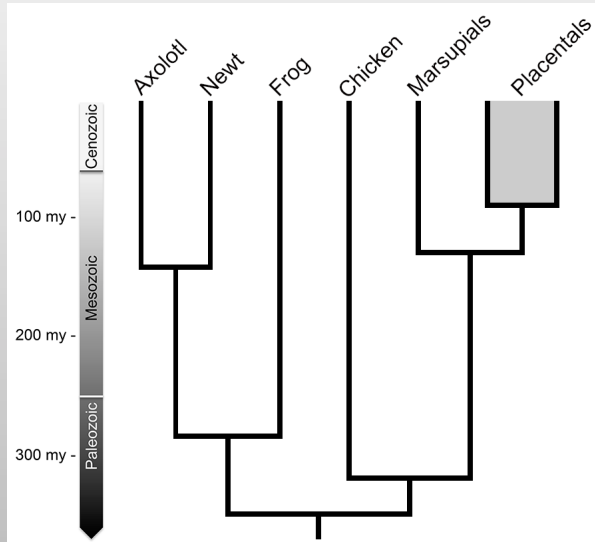 Axolotl
Newt
Frog
Chicken
Marsupials
Placentals
Cenozoic
100 my -
Mesozoic
200 my -
Paleozoic
300 my -